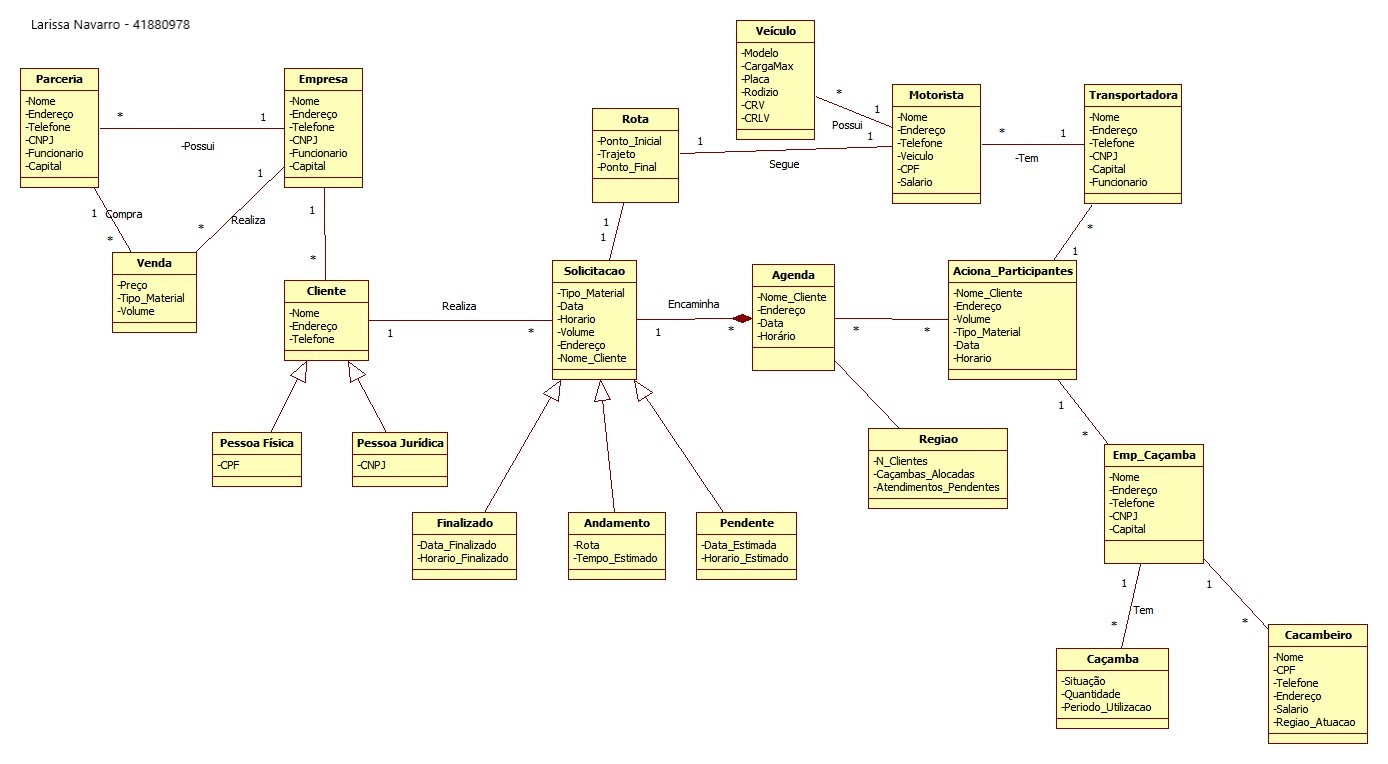 Larissa Navarro - 41880978
Parceria
-Nome
-Endereço
-Telefone
-CNPJ
-Funcionario
-Capital
*
1
-Possui
Empresa
-Nome
-Endereço
-Telefone
-CNPJ
-Funcionario
-Capital
1
Compra
*
1
Realiza
*
Venda
-Preço
-Tipo_Material
-Volume
1
*
Cliente
-Nome
-Endereço
-Telefone
Realiza
1
*
Pessoa Física
-CPF
Pessoa Jurídica
-CNPJ
Rota
-Ponto_Inicial
-Trajeto
-Ponto_Final
1
1
Segue
1
1
Veículo
-Modelo
-CargaMax
-Placa
-Rodizio
-CRV
-CRLV
*
1
Possui
Motorista
-Nome
-Endereço
-Telefone
-Veiculo
-CPF
-Salario
*
1
-Tem
Transportadora
-Nome
-Endereço
-Telefone
-CNPJ
-Capital
-Funcionario
*
1
Solicitacao
-Tipo_Material
-Data
-Horario
-Volume
-Endereço
-Nome_Cliente
Encaminha
1
*
Agenda
-Nome_Cliente
-Endereço
-Data
-Horário
*
*
Aciona_Participantes
-Nome_Cliente
-Endereço
-Volume
-Tipo_Material
-Data
-Horario
Finalizado
-Data_Finalizado
-Horario_Finalizado
Andamento
-Rota
-Tempo_Estimado
Pendente
-Data_Estimada
-Horario_Estimado
Regiao
-N_Clientes
-Caçambas_Alocadas
-Atendimentos_Pendentes
1
*
Emp_Caçamba
-Nome
-Endereço
-Telefone
-CNPJ
-Capital
1
Tem
*
1
*
Caçamba
-Situação
-Quantidade
-Periodo_Utilizacao
Cacambeiro
-Nome
-CPF
-Telefone
-Endereço
-Salario
-Regiao_Atuacao